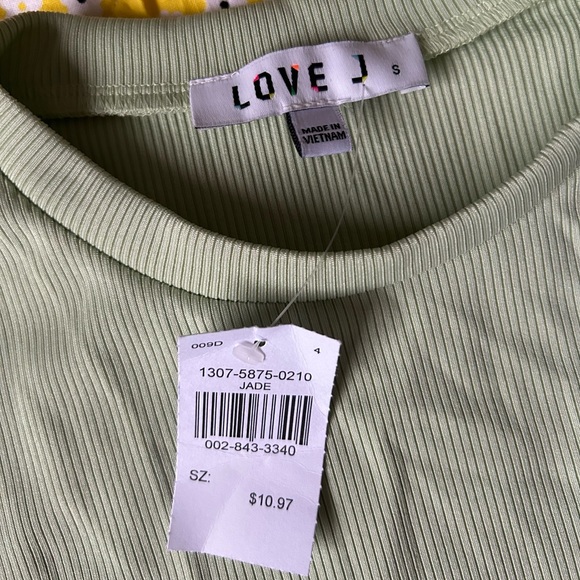 LOVE J
S
MADE IN
VIETNAM
009D
4
1307-5875-0210
JADE
002-843-3340
SZ:
$10.97